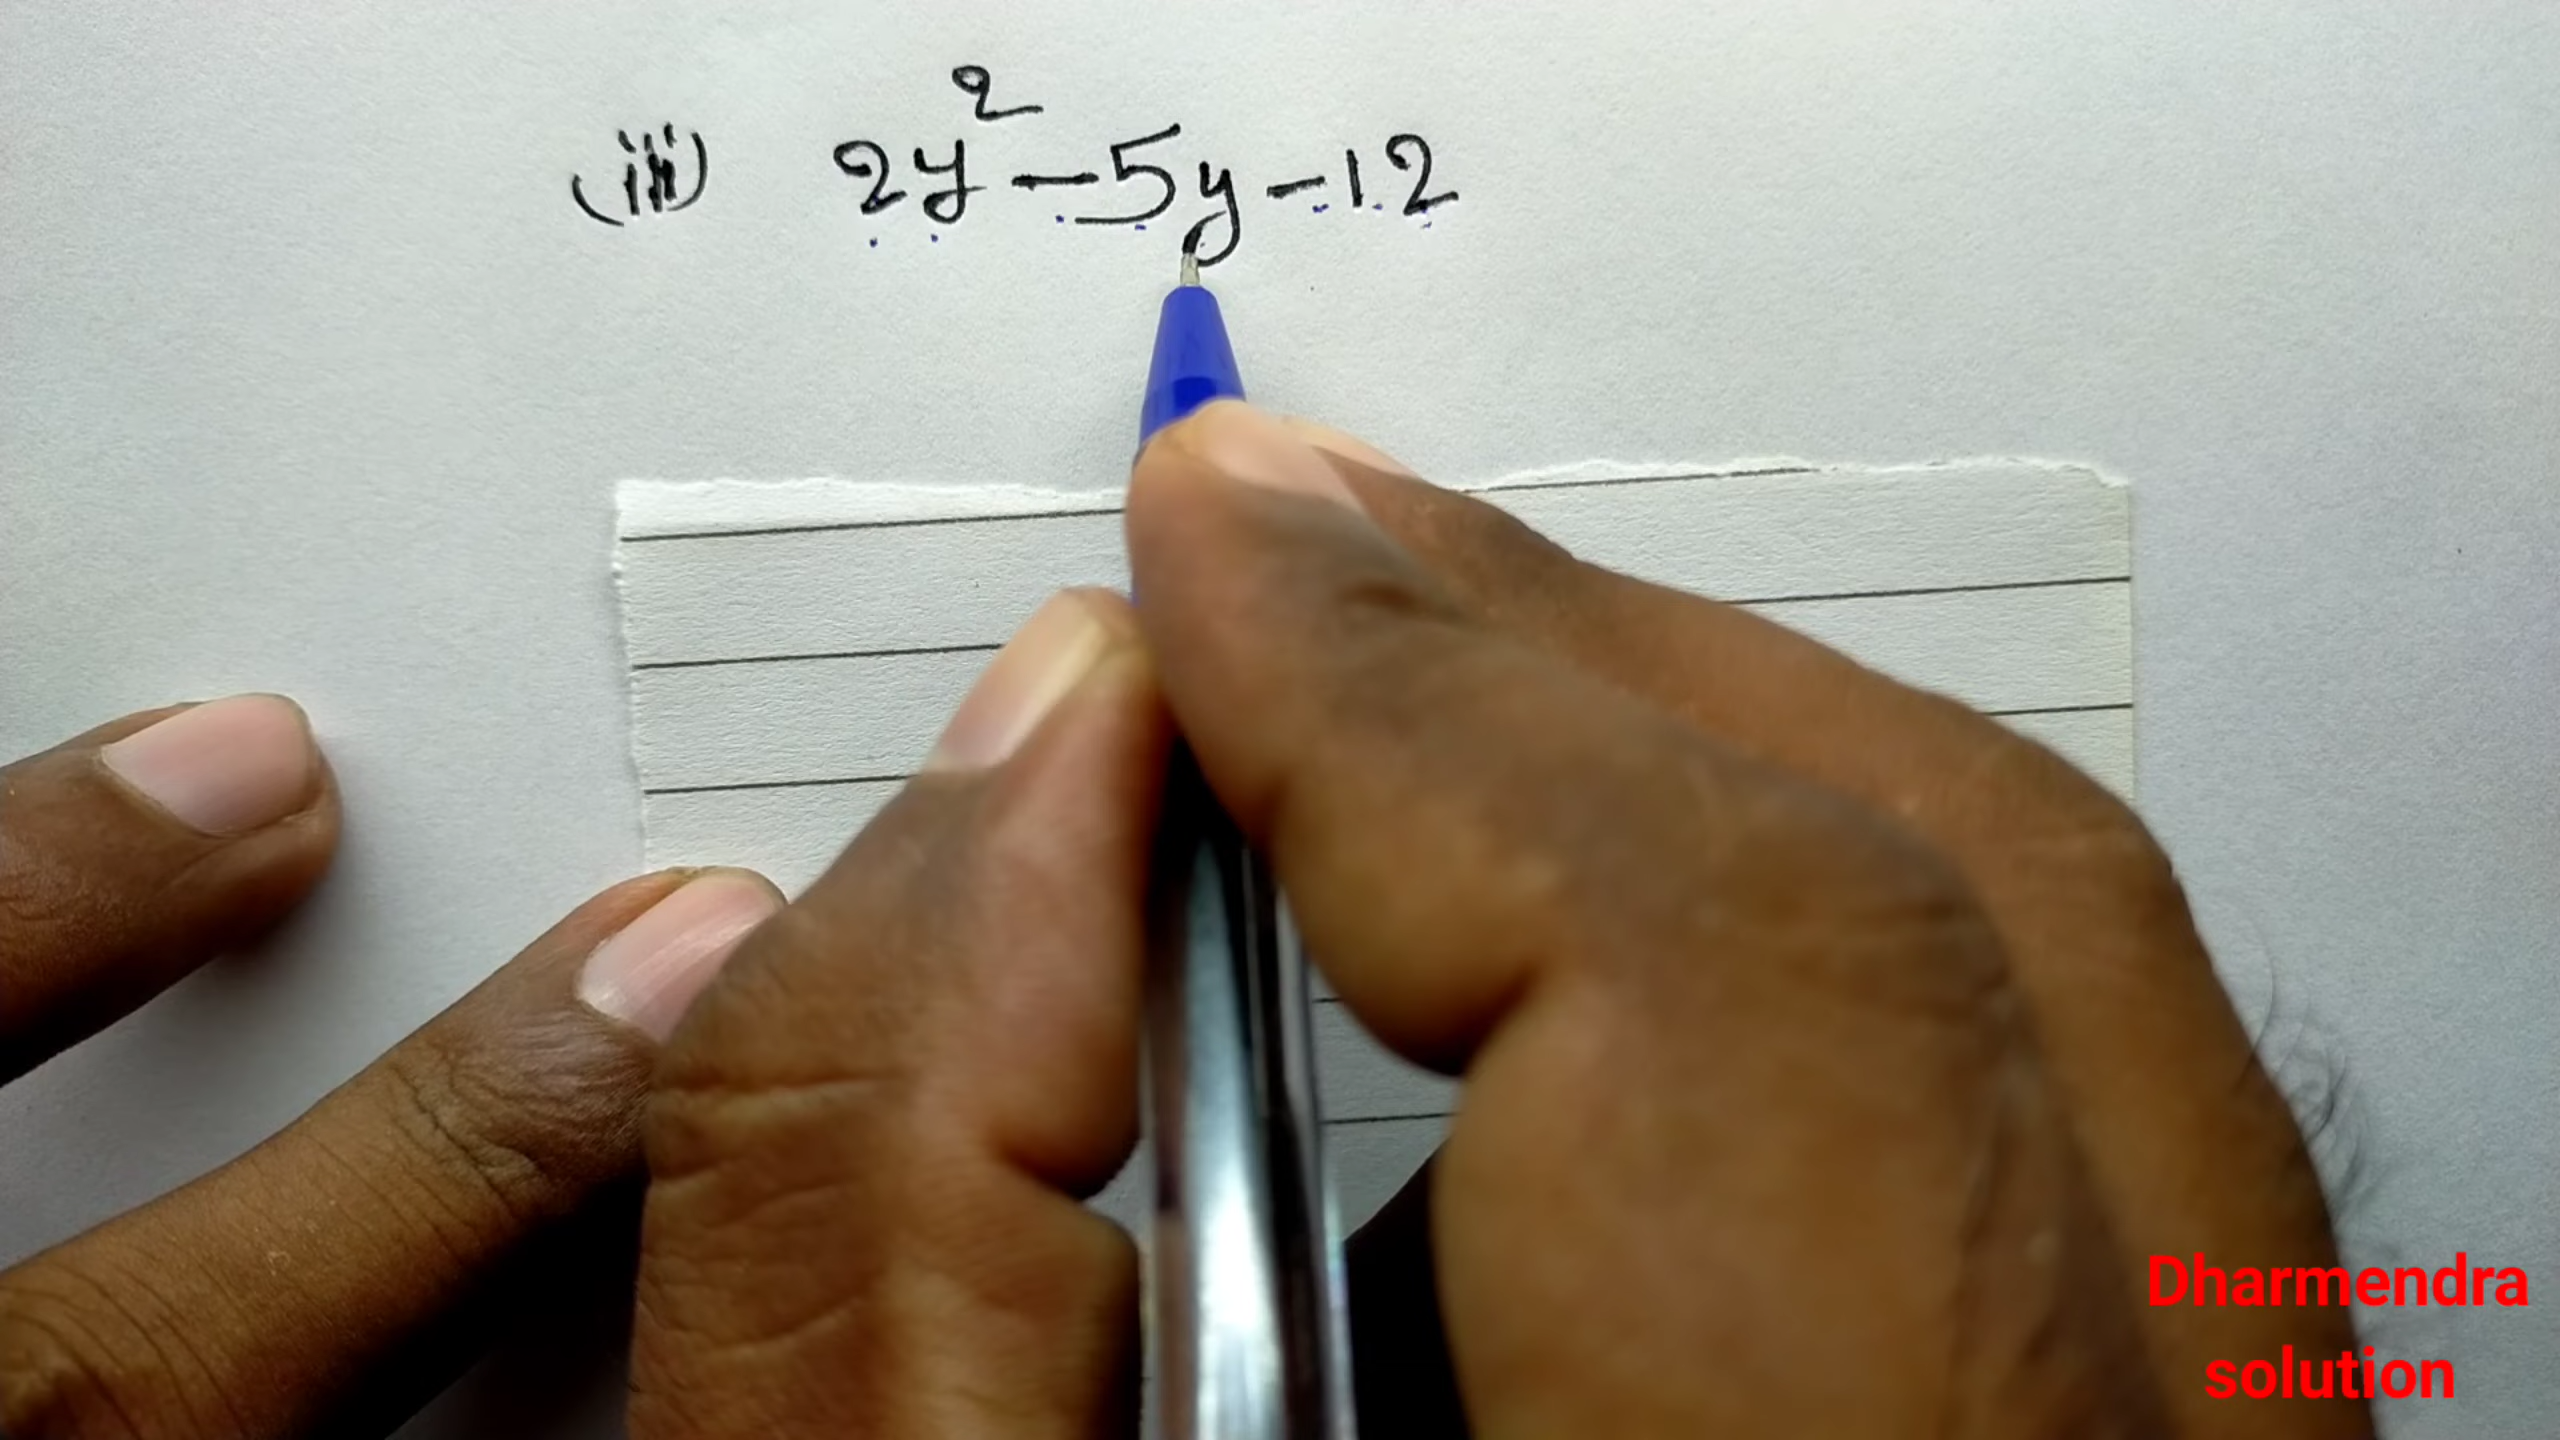 (iii) 2y² - 5y - 12
Dharmendra
solution